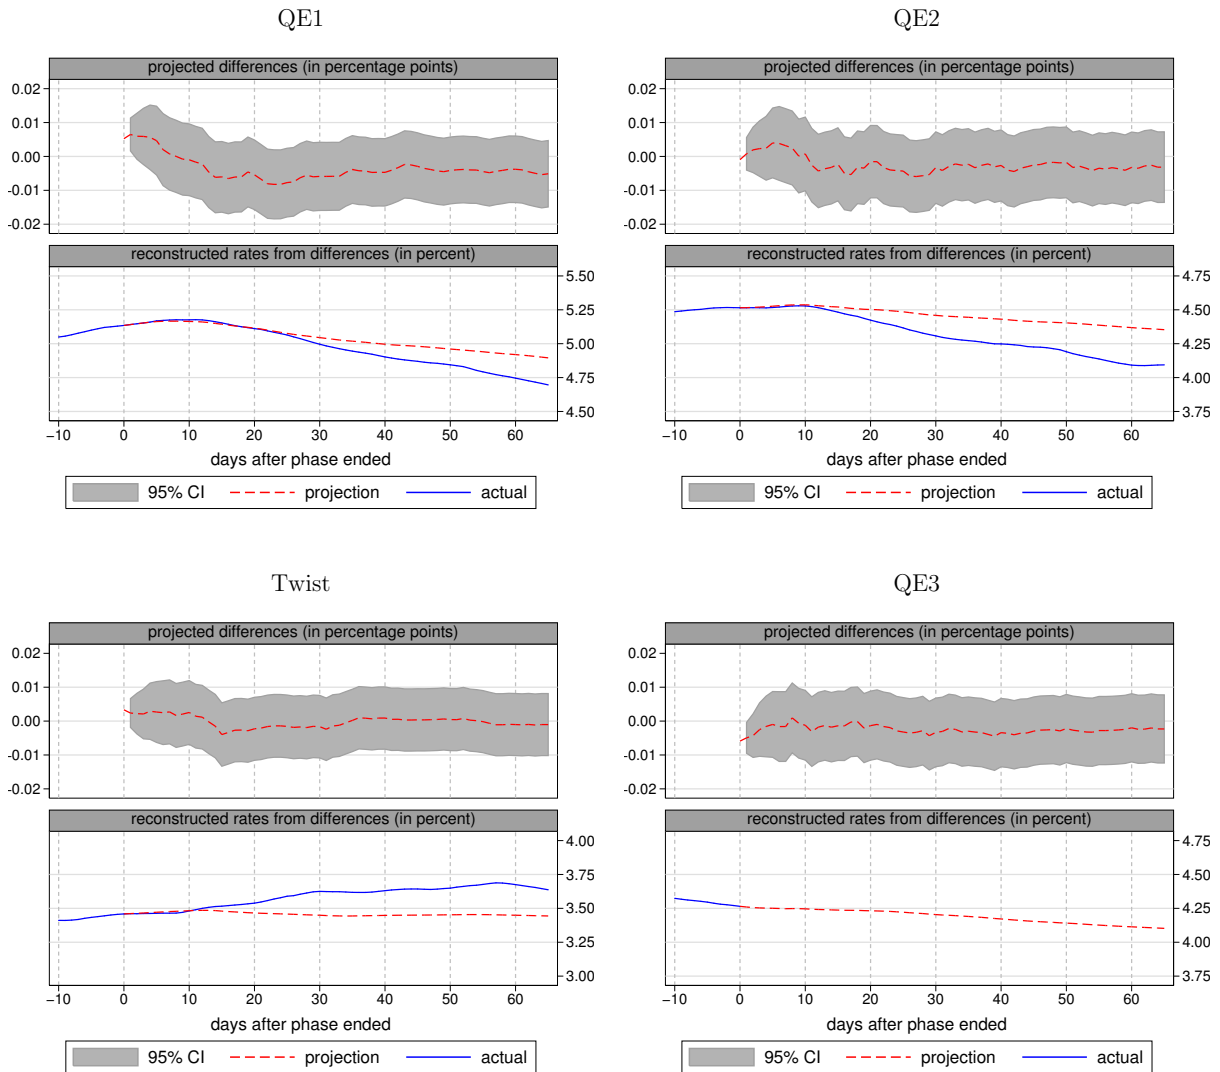 QE1
projected differences (in percentage points)
0.02
0.01
0.00
-0.01
-0.02
reconstructed rates from differences (in percent)
5.50
5.25
5.00
4.75
4.50
−10 0 10 20 30 40 50 60
days after phase ended
95% CI projection actual
QE2
projected differences (in percentage points)
0.02
0.01
0.00
-0.01
-0.02
reconstructed rates from differences (in percent)
4.75
4.50
4.25
4.00
3.75
−10 0 10 20 30 40 50 60
days after phase ended
95% CI projection actual
Twist
projected differences (in percentage points)
0.02
0.01
0.00
-0.01
-0.02
reconstructed rates from differences (in percent)
4.00
3.75
3.50
3.25
3.00
−10 0 10 20 30 40 50 60
days after phase ended
95% CI projection actual
QE3
projected differences (in percentage points)
0.02
0.01
0.00
-0.01
-0.02
reconstructed rates from differences (in percent)
4.75
4.50
4.25
4.00
3.75
−10 0 10 20 30 40 50 60
days after phase ended
95% CI projection actual